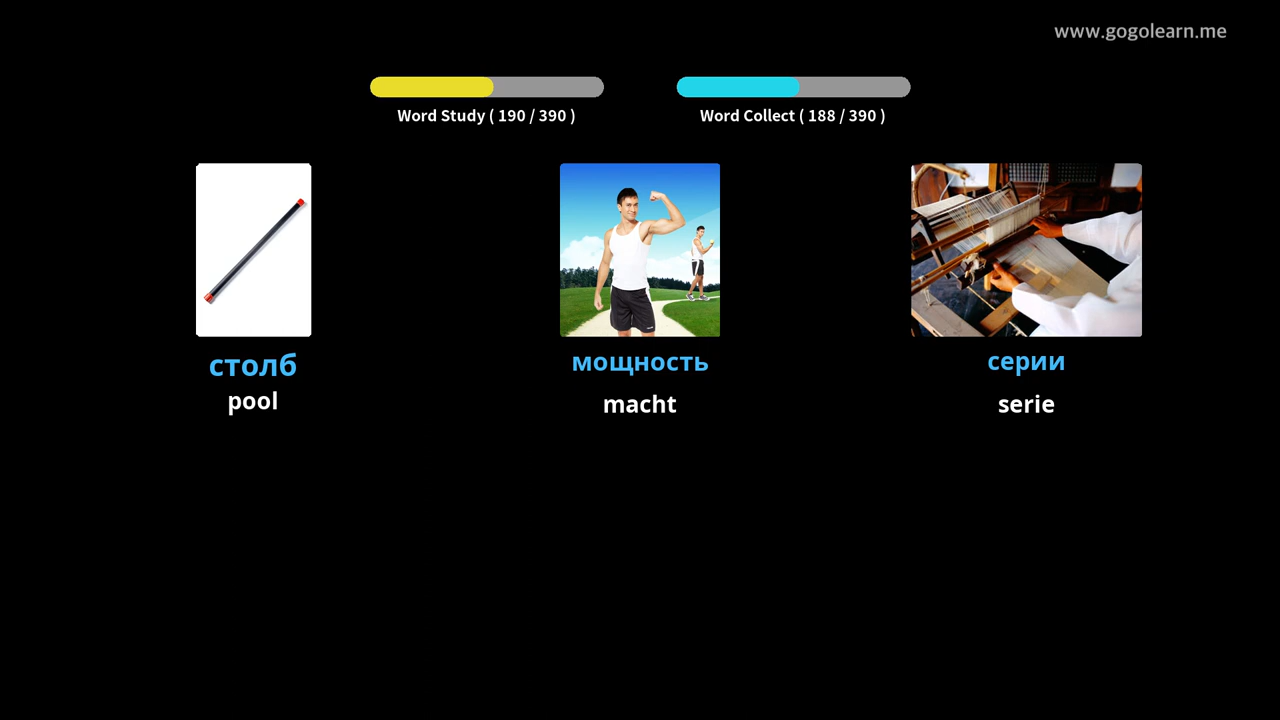 www.gogolearn.me
Word Study ( 190 / 390 )
Word Collect ( 188 / 390 )
столб
pool
мощность
macht
серии
serie